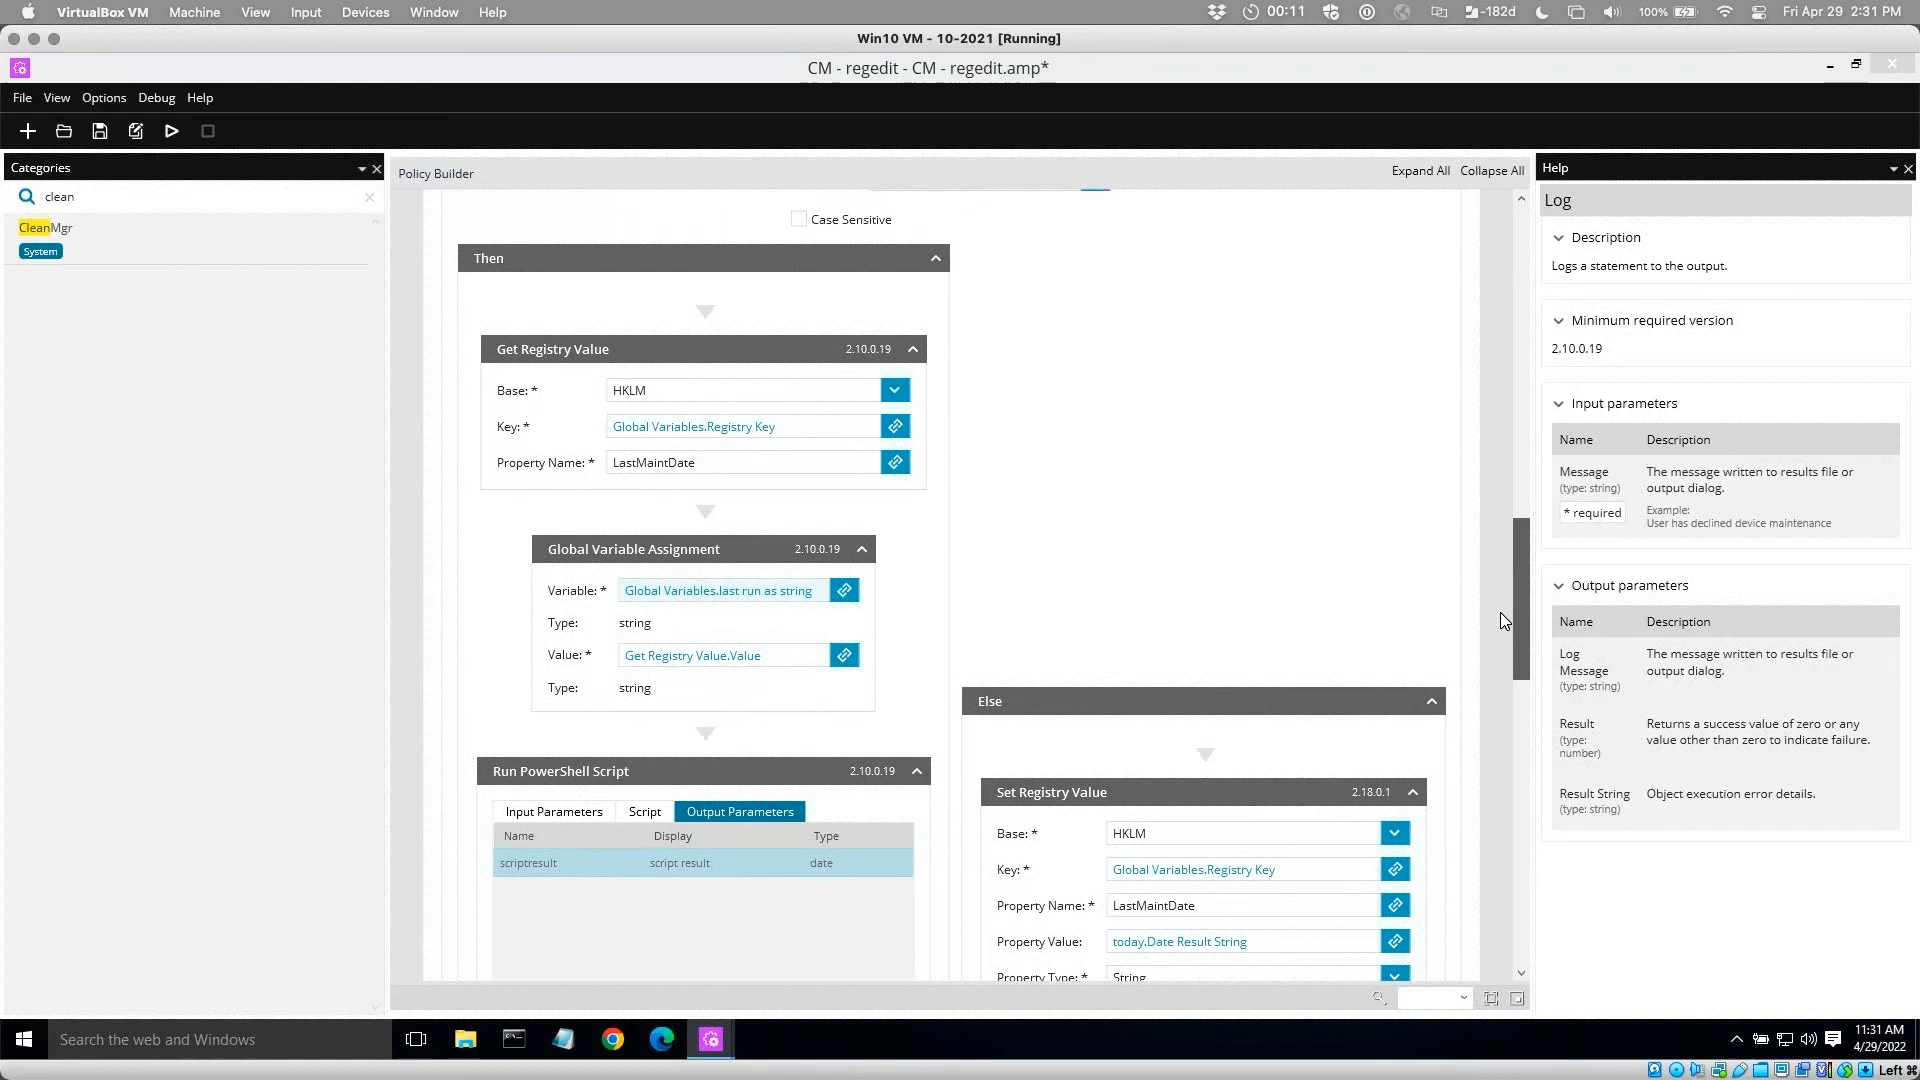 VirtualBox VM Machine View Input Devices Window Help 00:11 -182d 100% Fri Apr 29 2:31 PM
Win10 VM - 10-2021 [Running]
CM - regedit - CM - regedit.amp*
File View Options Debug Help
Categories
clean
CleanMgr
System
Policy Builder
Expand All Collapse All
Case Sensitive
Then
Get Registry Value 2.10.0.19
Base: * HKLM
Key: * Global Variables.Registry Key
Property Name: * LastMaintDate
Global Variable Assignment 2.10.0.19
Variable: * Global Variables.last run as string
Type: string
Value: * Get Registry Value.Value
Type: string
Run PowerShell Script 2.10.0.19
Input Parameters Script Output Parameters
Name Display Type
scriptresult script result date
Else
Set Registry Value 2.18.0.1
Base: * HKLM
Key: * Global Variables.Registry Key
Property Name: * LastMaintDate
Property Value: today.Date Result String
Property Type: * String
Help
Log
Description
Logs a statement to the output.
Minimum required version
2.10.0.19
Input parameters
Name Description
Message
(type: string)
* required
The message written to results file or
output dialog.
Example:
User has declined device maintenance
Output parameters
Name Description
Log
Message
(type: string)
The message written to results file or
output dialog.
Result
(type:
number)
Returns a success value of zero or any
value other than zero to indicate failure.
Result String
(type: string)
Object execution error details.
Search the web and Windows
11:31 AM
4/29/2022
Left ⌘